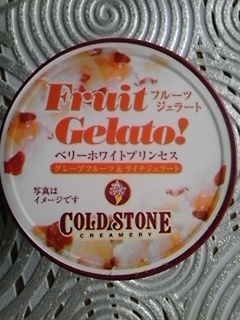 Fruit フルーツ
ジェラート
Gelato!
ベリーホワイトプリンセス
グレープフルーツ&ライチジェラート
写真は
イメージです
COLD STONE
CREAMERY